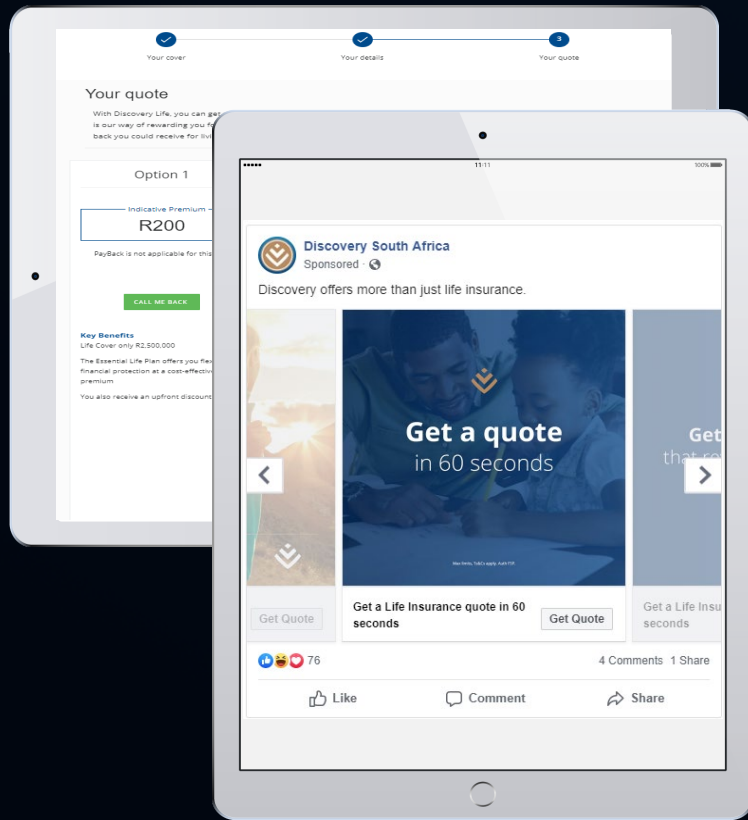 3
Your cover
Your details
Your quote
Your quote
With Discovery Life, you can get
is our way of rewarding you fo
back you could receive for livi
Option 1
Indicative Premium
R200
PayBack is not applicable for this
CALL ME BACK
Key Benefits
Life Cover only R2,500,000
The Essential Life Plan offers you flex
financial protection at a cost-effective
premium
You also receive an upfront discount
11:11
100%
Discovery South Africa
Sponsored ·
Discovery offers more than just life insurance.
Get a quote
in 60 seconds
Get
Get Quote
Get a Life Insurance quote in 60
seconds
Get Quote
Get a Life Insu
seconds
76
4 Comments 1 Share
Like
Comment
Share